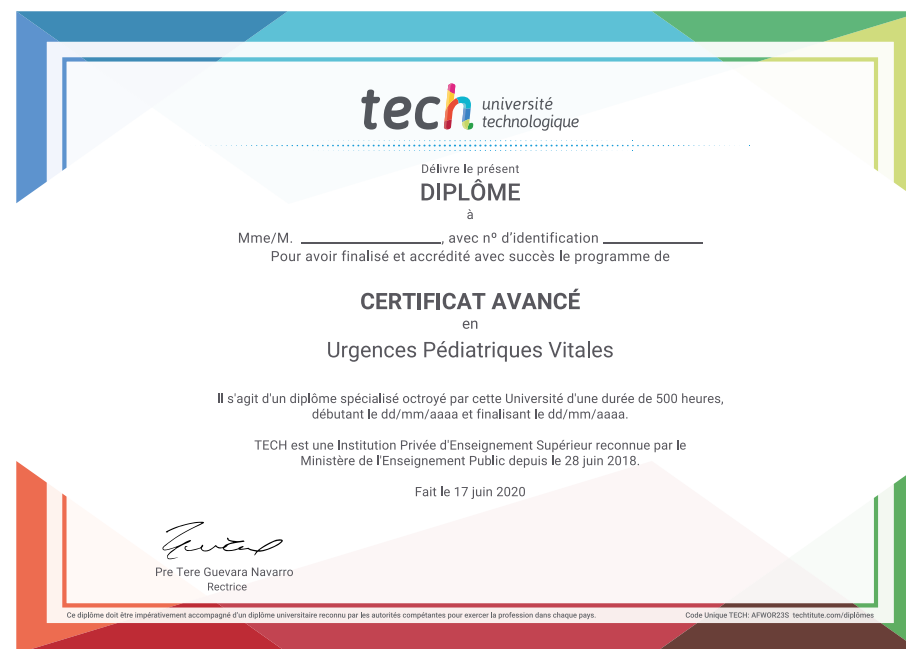 tech université
technologique
Délivre le présent
DIPLÔME
à
Mme/M. ____________________, avec nº d'identification ______________
Pour avoir finalisé et accrédité avec succès le programme de
CERTIFICAT AVANCÉ
en
Urgences Pédiatriques Vitales
Il s'agit d'un diplôme spécialisé octroyé par cette Université d'une durée de 500 heures,
débutant le dd/mm/aaaa et finalisant le dd/mm/aaaa.
TECH est une Institution Privée d'Enseignement Supérieur reconnue par le
Ministère de l'Enseignement Public depuis le 28 juin 2018.
Fait le 17 juin 2020
Pre Tere Guevara Navarro
Rectrice
Ce diplôme doit être impérativement accompagné d'un diplôme universitaire reconnu par les autorités compétantes pour exercer la profession dans chaque pays.
Code Unique TECH: AFWOR23S techtitute.com/diplômes